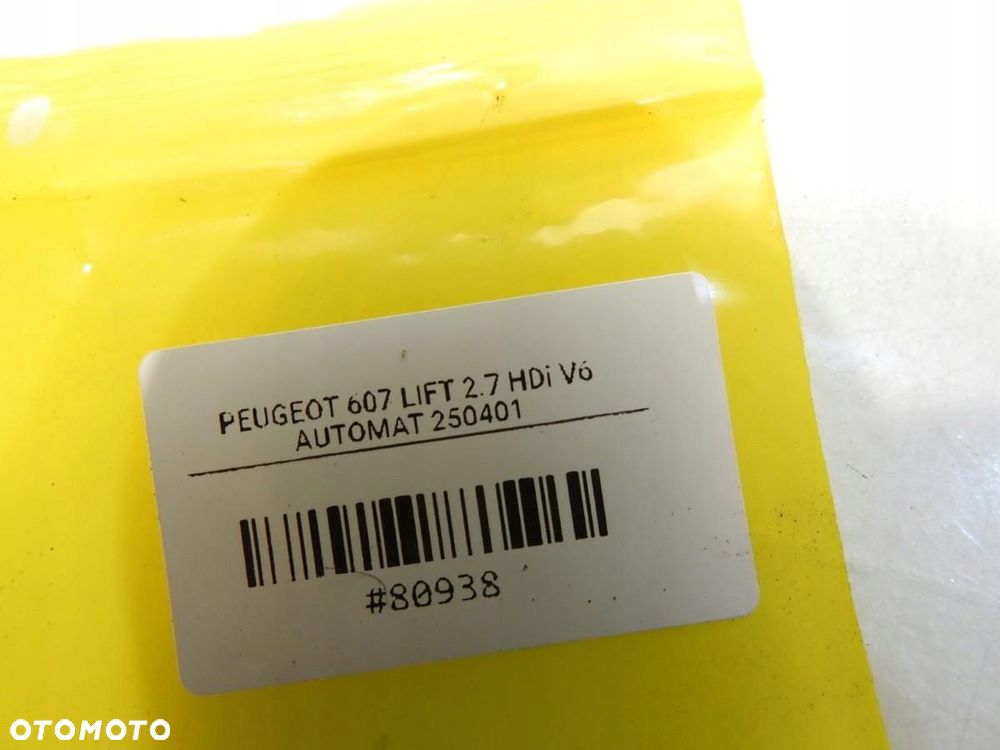 PEUGEOT 607 LIFT 2.7 HDi V6
AUTOMAT 250401
#80938
OTOMOTO